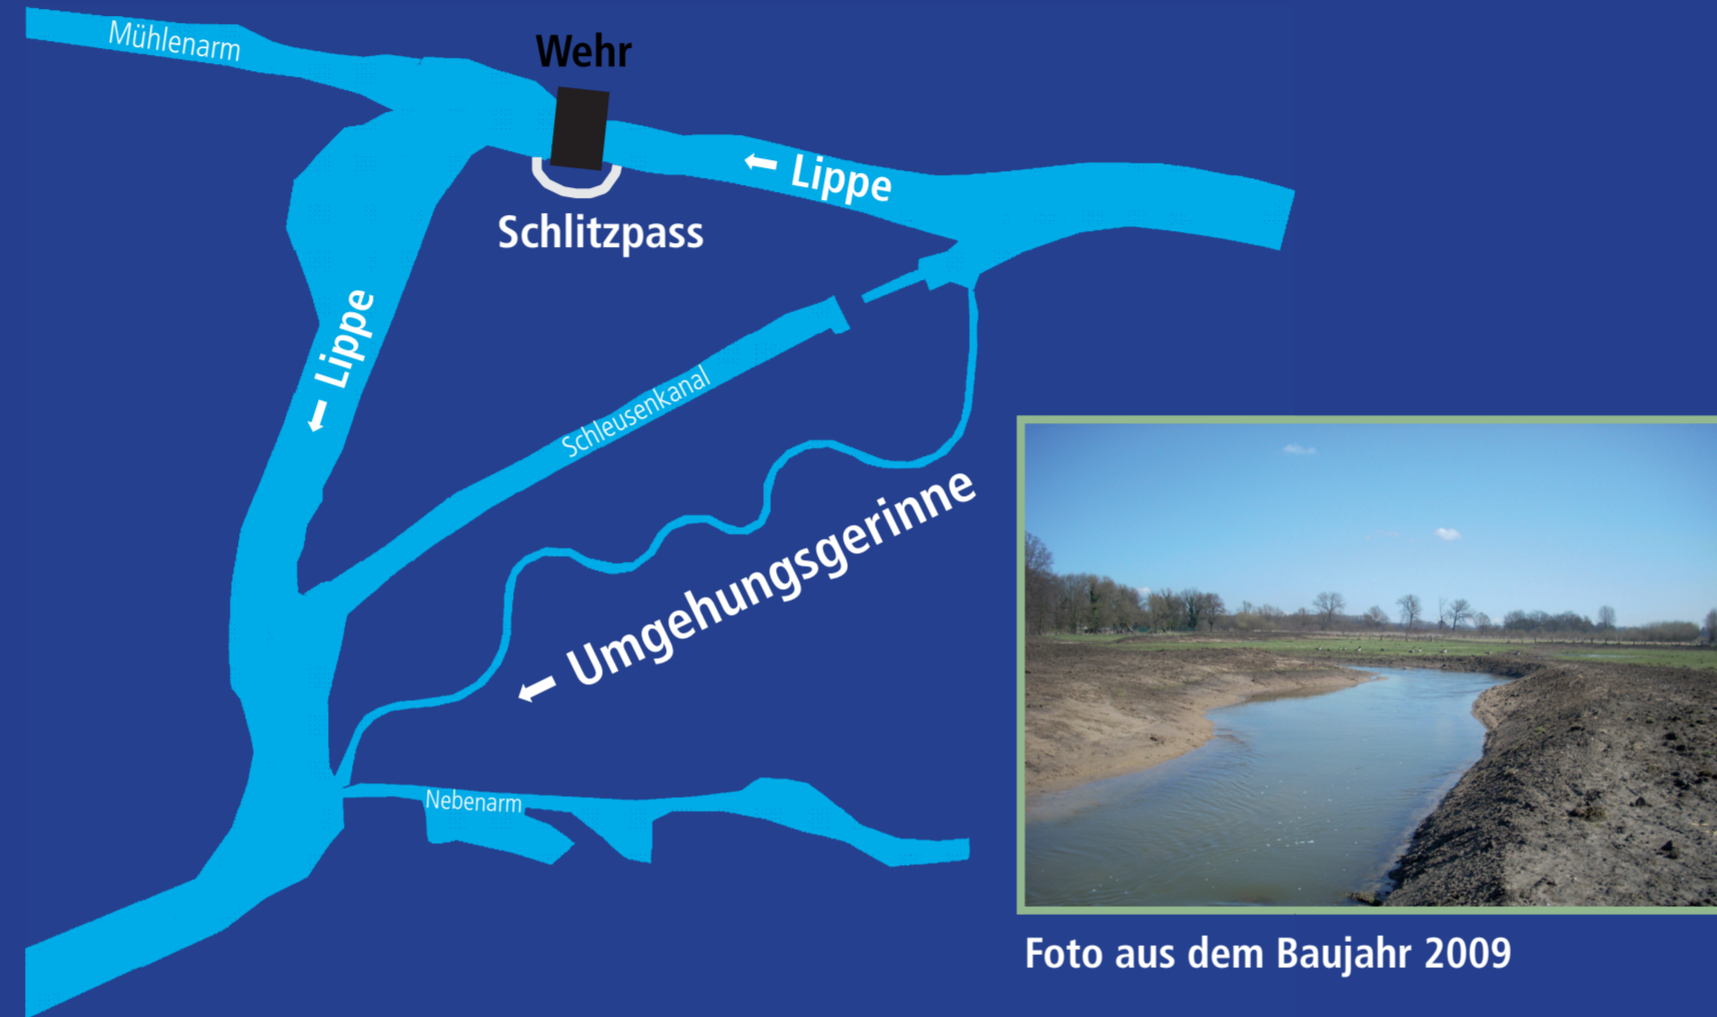 Mühlenarm
Wehr
Lippe
Schlitzpass
Lippe
Schleusenkanal
Umgehungsgerinne
Nebenarm
Foto aus dem Baujahr 2009